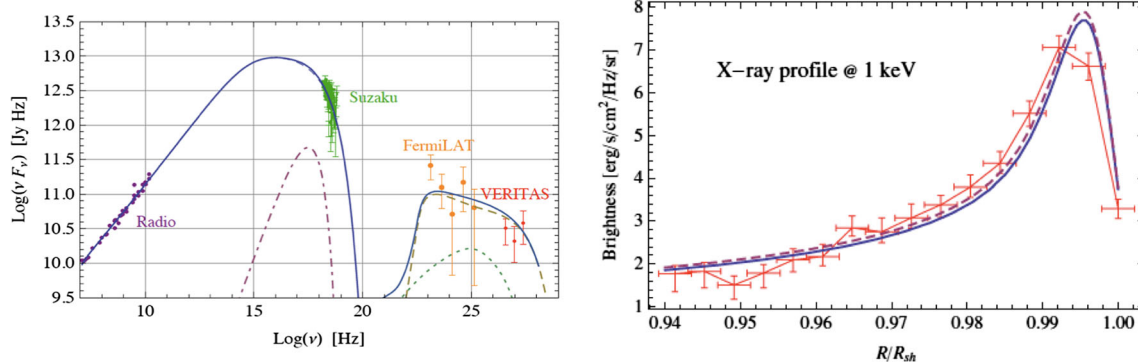 13.5
13.0
12.5
12.0
11.5
11.0
10.5
10.0
9.5
Log(ν Fν) [Jy Hz]
Suzaku
FermiLAT
VERITAS
Radio
10 15 20 25
Log(ν) [Hz]
8
7
6
5
4
3
2
1
Brightness [erg/s/cm²/Hz/sr]
X−ray profile @ 1 keV
0.94 0.95 0.96 0.97 0.98 0.99 1.00
R/Rsh